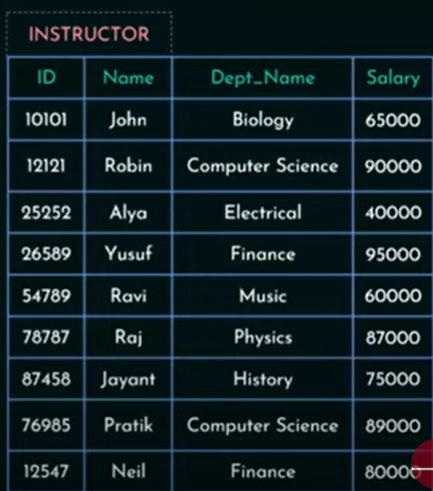 INSTRUCTOR
ID Name Dept_Name Salary
10101 John Biology 65000
12121 Robin Computer Science 90000
25252 Alya Electrical 40000
26589 Yusuf Finance 95000
54789 Ravi Music 60000
78787 Raj Physics 87000
87458 Jayant History 75000
76985 Pratik Computer Science 89000
12547 Neil Finance 80000